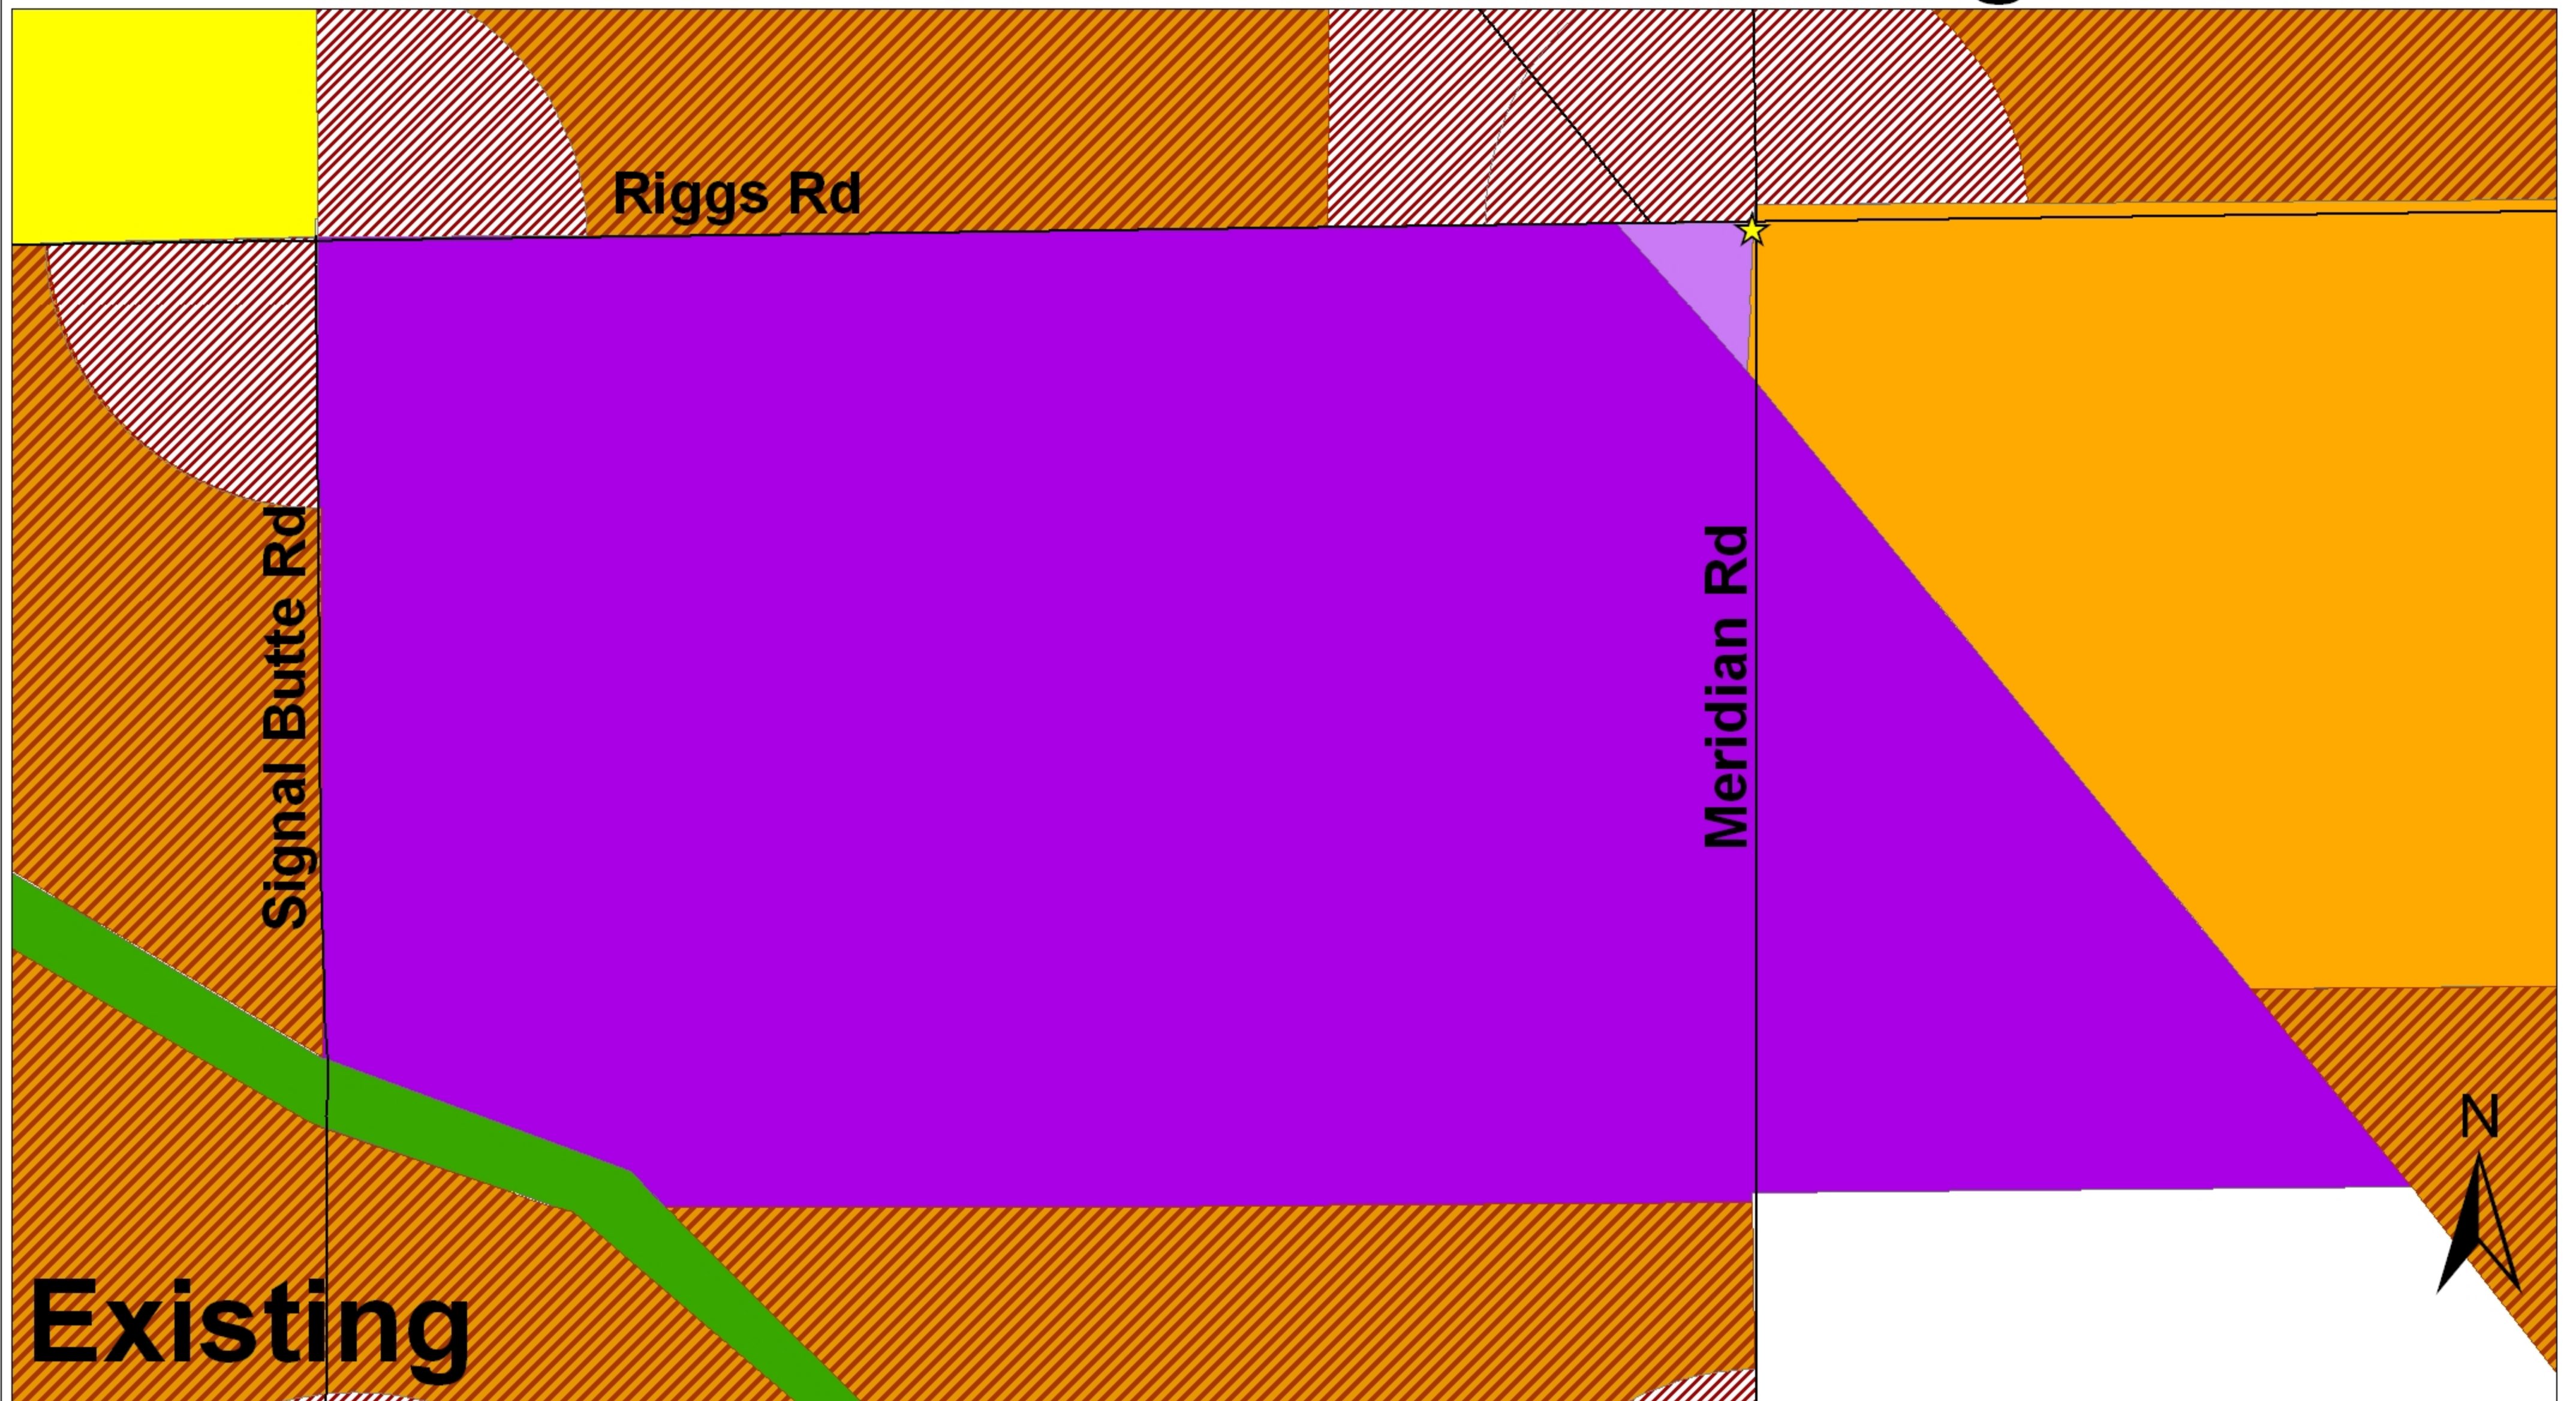 Riggs Rd
Signal Butte Rd
Meridian Rd
N
Existing